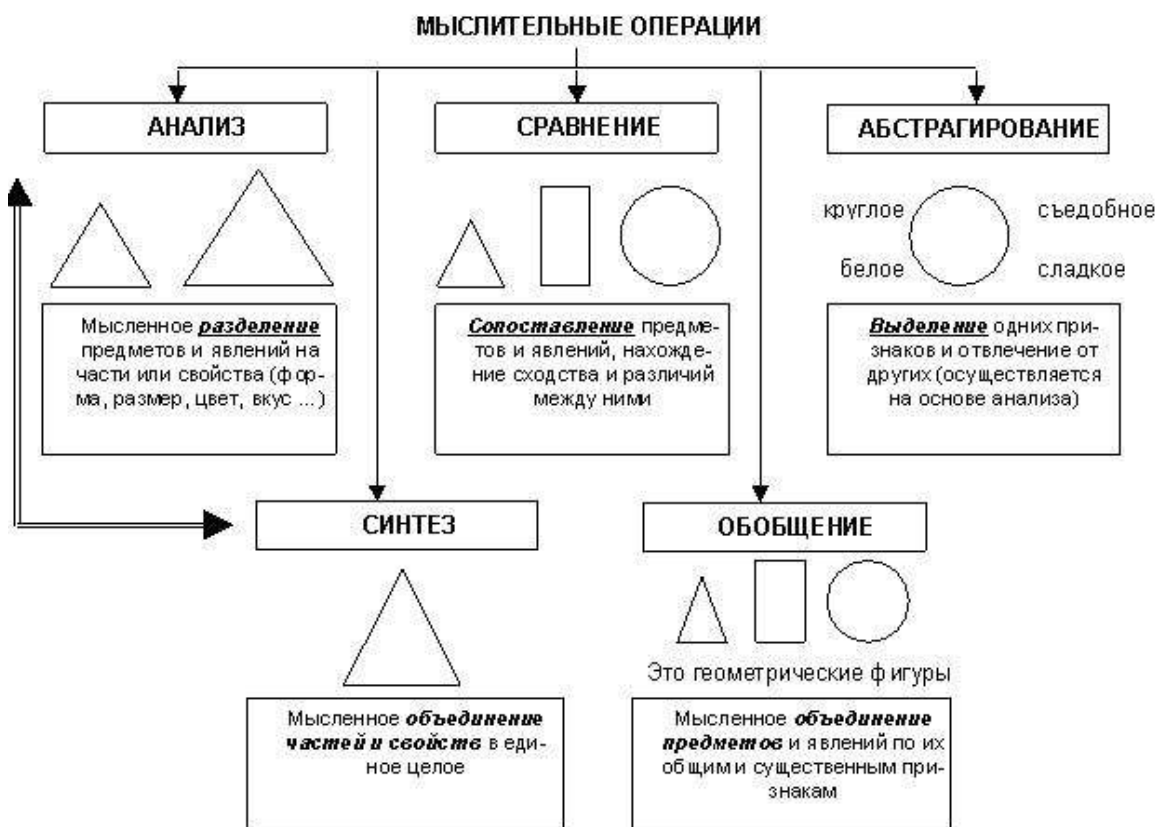 МЫСЛИТЕЛЬНЫЕ ОПЕРАЦИИ
АНАЛИЗ
СРАВНЕНИЕ
АБСТРАГИРОВАНИЕ
круглое
съедобное
белое
сладкое
Мысленное разделение
предметов и явлений на
части или свойства (фор-
ма, размер, цвет, вкус ...)
Сопоставление предме-
тов и явлений, нахожде-
ние сходства и различий
между ними
Выделение одних при-
знаков и отвлечение от
других (осуществляется
на основе анализа)
СИНТЕЗ
ОБОБЩЕНИЕ
Это геометрические фигуры
Мысленное объединение
частей и свойств в еди-
ное целое
Мысленное объединение
предметов и явлений по их
общим и существенным при-
знакам